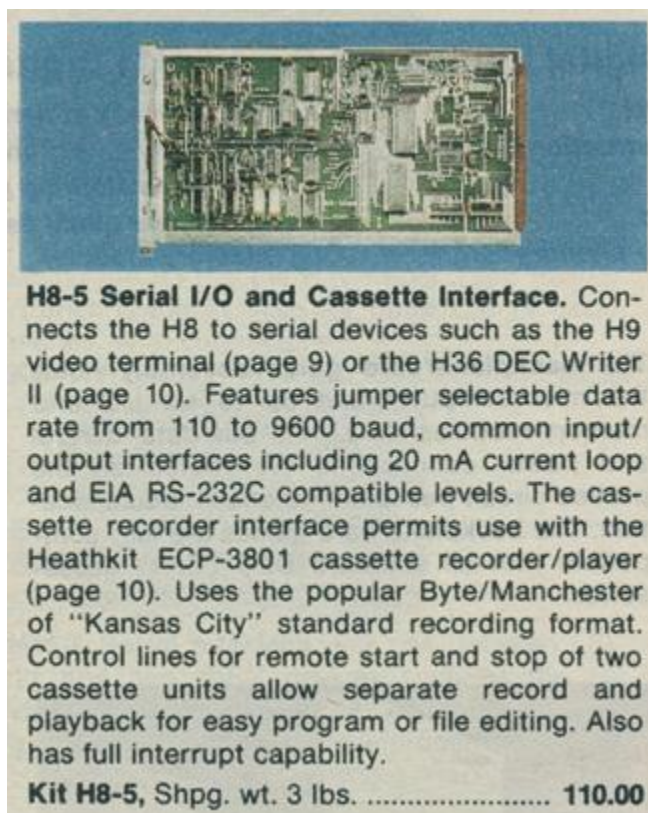 H8-5 Serial I/O and Cassette Interface. Con-
nects the H8 to serial devices such as the H9
video terminal (page 9) or the H36 DEC Writer
II (page 10). Features jumper selectable data
rate from 110 to 9600 baud, common input/
output interfaces including 20 mA current loop
and EIA RS-232C compatible levels. The cas-
sette recorder interface permits use with the
Heathkit ECP-3801 cassette recorder/player
(page 10). Uses the popular Byte/Manchester
of "Kansas City" standard recording format.
Control lines for remote start and stop of two
cassette units allow separate record and
playback for easy program or file editing. Also
has full interrupt capability.
Kit H8-5, Shpg. wt. 3 lbs. ....................... 110.00